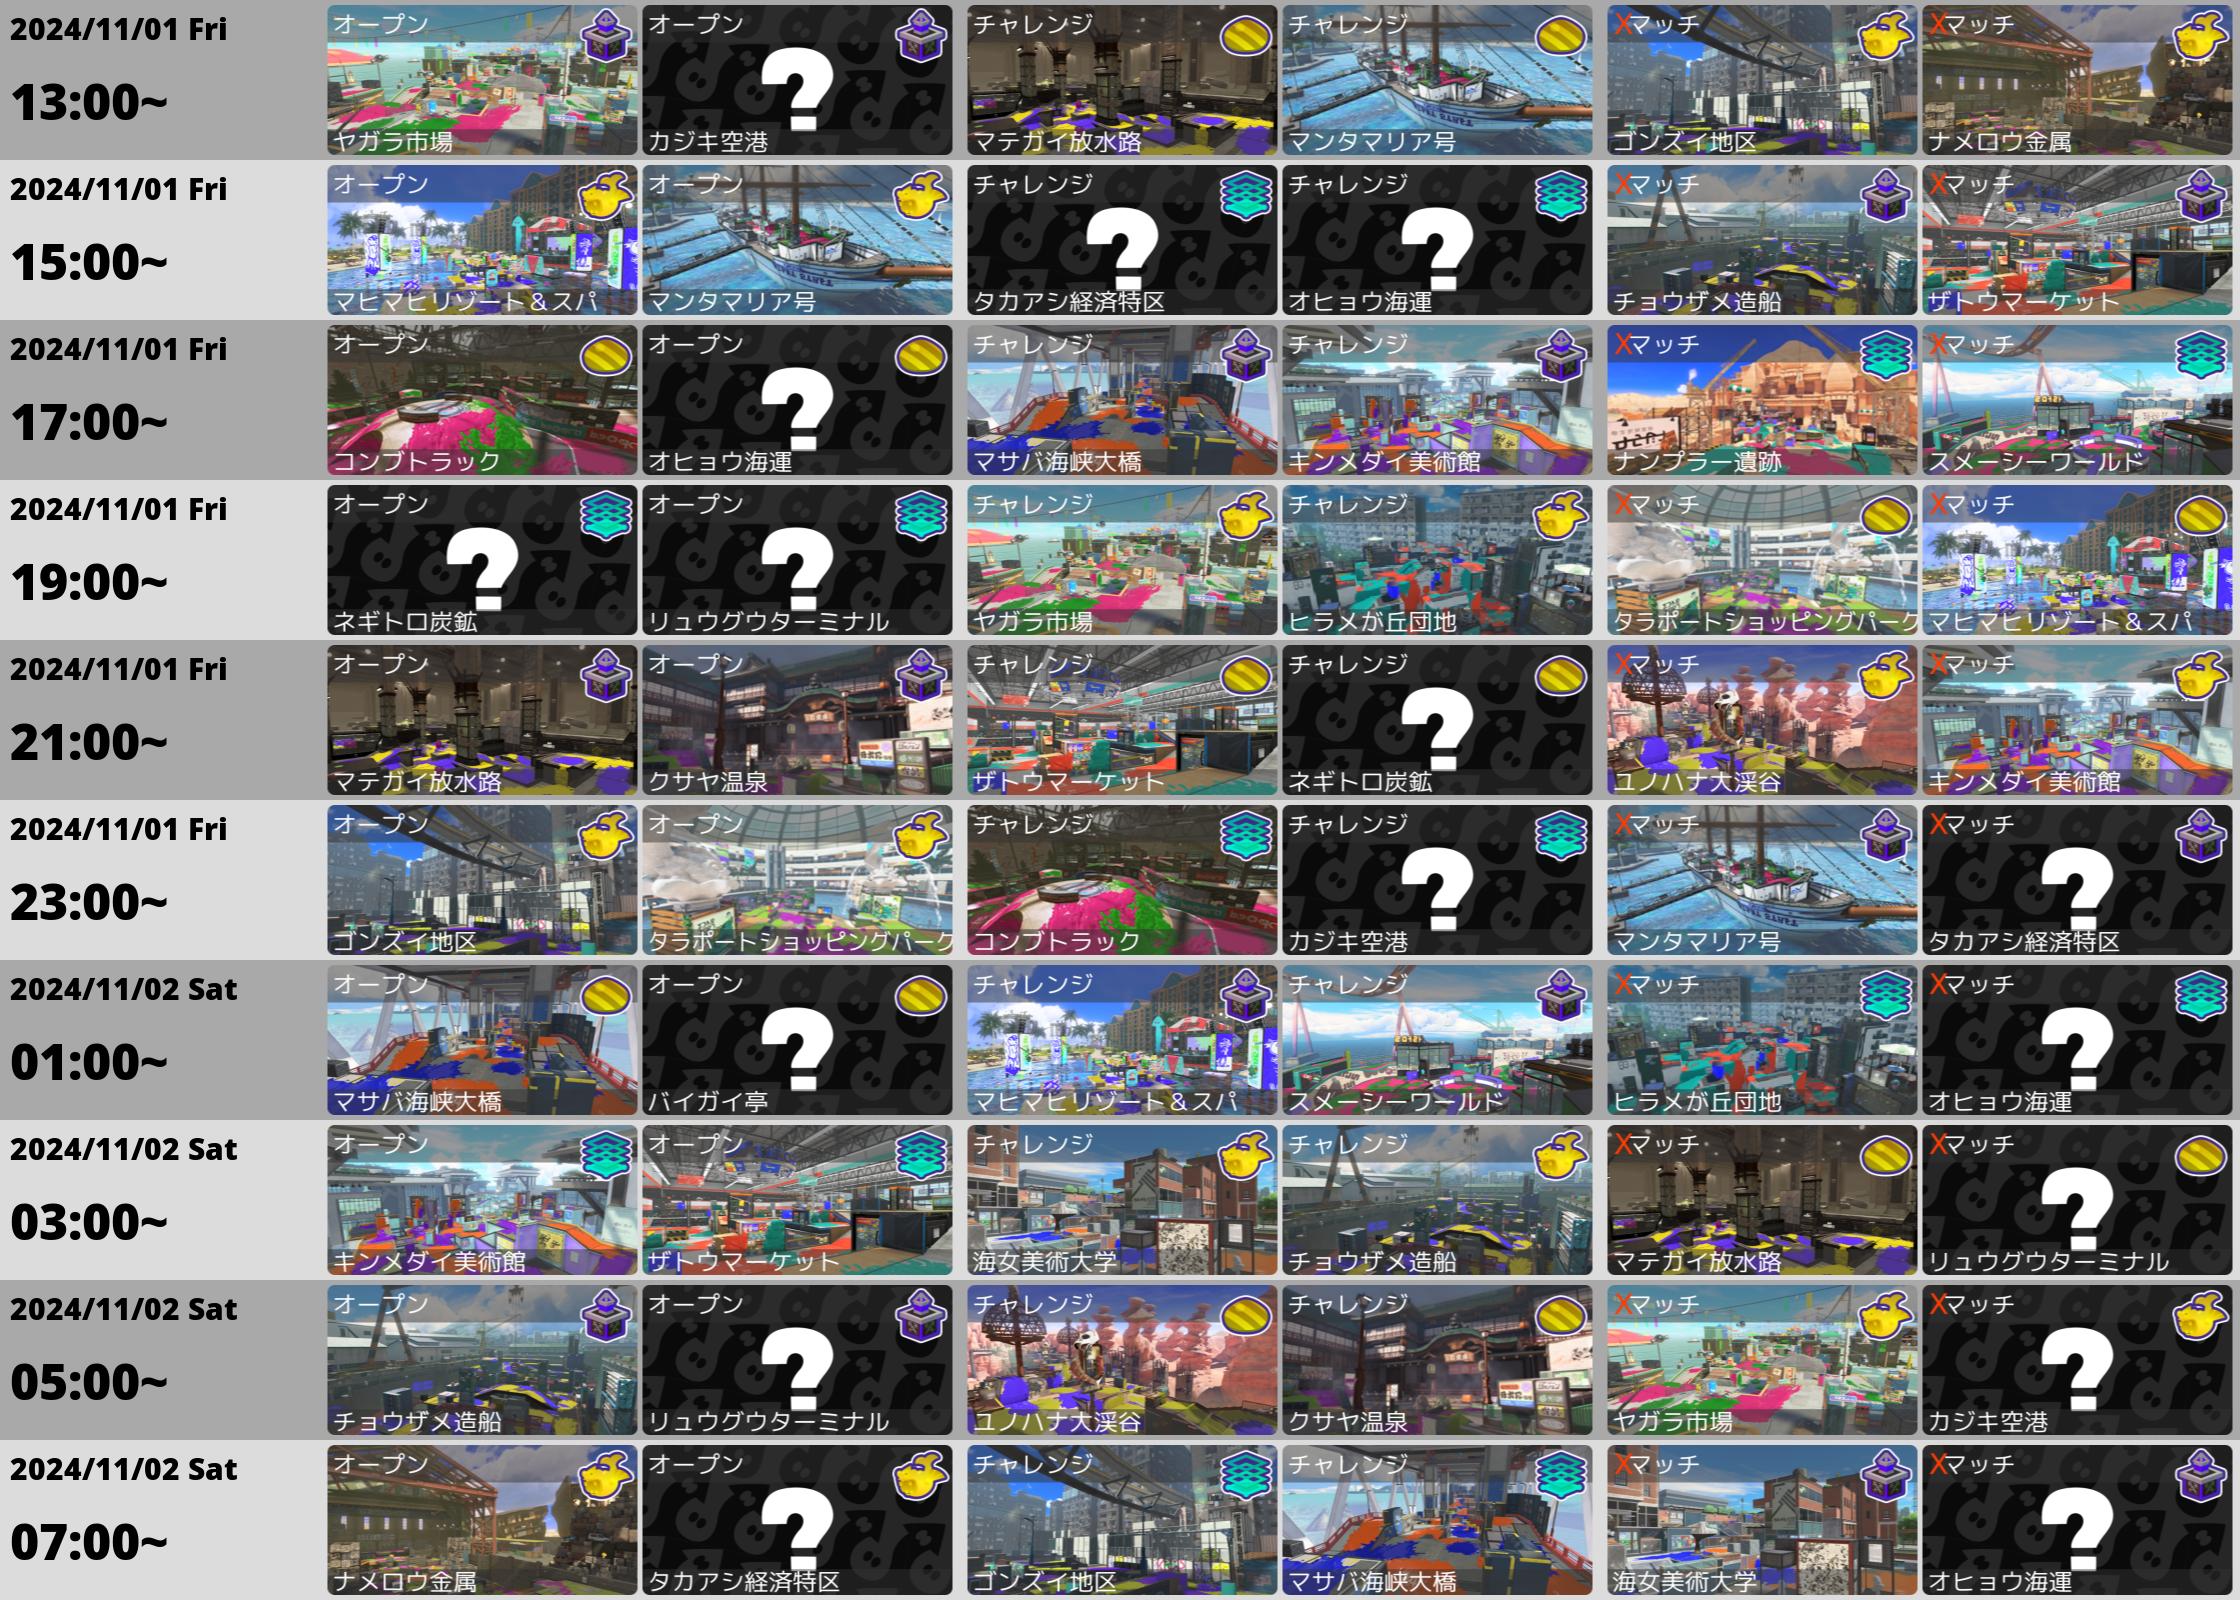 2024/11/01 Fri
13:00~
オープン
ヤガラ市場
オープン
カジキ空港
チャレンジ
マテガイ放水路
チャレンジ
マンタマリア号
Xマッチ
ゴンズイ地区
Xマッチ
ナメロウ金属
2024/11/01 Fri
15:00~
オープン
マヒマヒリゾート＆スパ
オープン
マンタマリア号
チャレンジ
タカアシ経済特区
チャレンジ
オヒョウ海運
Xマッチ
チョウザメ造船
Xマッチ
ザトウマーケット
2024/11/01 Fri
17:00~
オープン
コンブトラック
オープン
オヒョウ海運
チャレンジ
マサバ海峡大橋
チャレンジ
キンメダイ美術館
Xマッチ
ナンプラー遺跡
Xマッチ
スメーシーワールド
2024/11/01 Fri
19:00~
オープン
ネギトロ炭鉱
オープン
リュウグウターミナル
チャレンジ
ヤガラ市場
チャレンジ
ヒラメが丘団地
Xマッチ
タラポートショッピングパーク
Xマッチ
マヒマヒリゾート＆スパ
2024/11/01 Fri
21:00~
オープン
マテガイ放水路
オープン
クサヤ温泉
チャレンジ
ザトウマーケット
チャレンジ
ネギトロ炭鉱
Xマッチ
ユノハナ大渓谷
Xマッチ
キンメダイ美術館
2024/11/01 Fri
23:00~
オープン
ゴンズイ地区
オープン
タラポートショッピングパーク
チャレンジ
コンブトラック
チャレンジ
カジキ空港
Xマッチ
マンタマリア号
Xマッチ
タカアシ経済特区
2024/11/02 Sat
01:00~
オープン
マサバ海峡大橋
オープン
バイガイ亭
チャレンジ
マヒマヒリゾート＆スパ
チャレンジ
スメーシーワールド
Xマッチ
ヒラメが丘団地
Xマッチ
オヒョウ海運
2024/11/02 Sat
03:00~
オープン
キンメダイ美術館
オープン
ザトウマーケット
チャレンジ
海女美術大学
チャレンジ
チョウザメ造船
Xマッチ
マテガイ放水路
Xマッチ
リュウグウターミナル
2024/11/02 Sat
05:00~
オープン
チョウザメ造船
オープン
リュウグウターミナル
チャレンジ
ユノハナ大渓谷
チャレンジ
クサヤ温泉
Xマッチ
ヤガラ市場
Xマッチ
カジキ空港
2024/11/02 Sat
07:00~
オープン
ナメロウ金属
オープン
タカアシ経済特区
チャレンジ
ゴンズイ地区
チャレンジ
マサバ海峡大橋
Xマッチ
海女美術大学
Xマッチ
オヒョウ海運